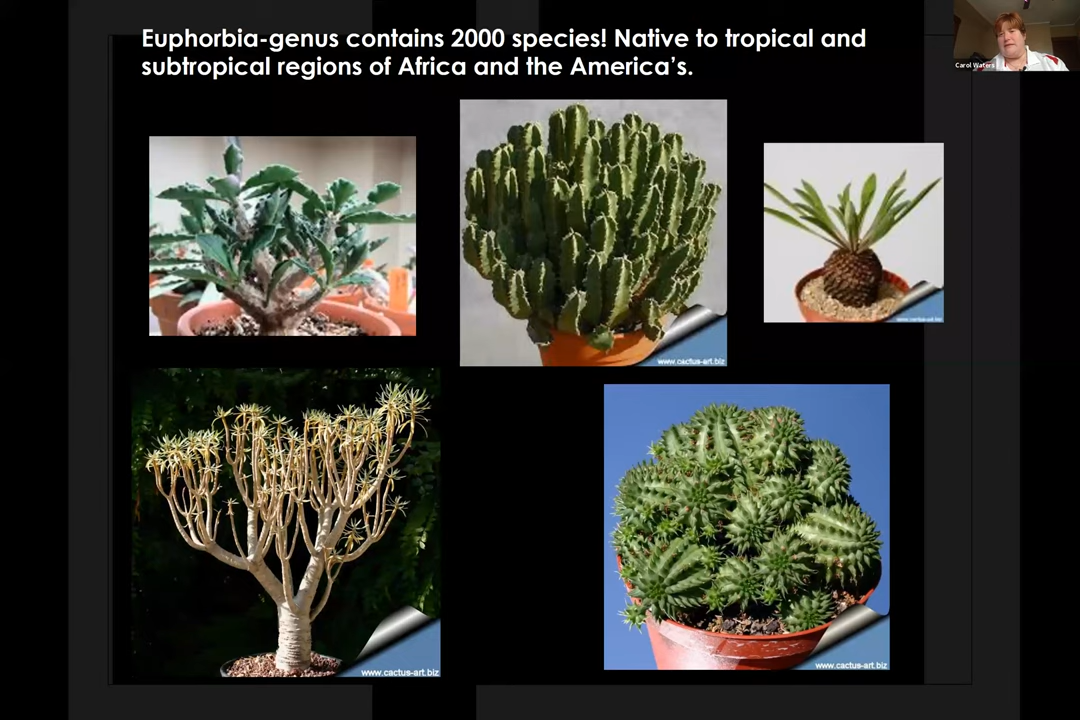 Euphorbia-genus contains 2000 species! Native to tropical and
subtropical regions of Africa and the America's.
Carol Waters
www.cactus-art.biz
www.cactus-art.biz
www.cactus-art.biz
www.cactus-art.biz